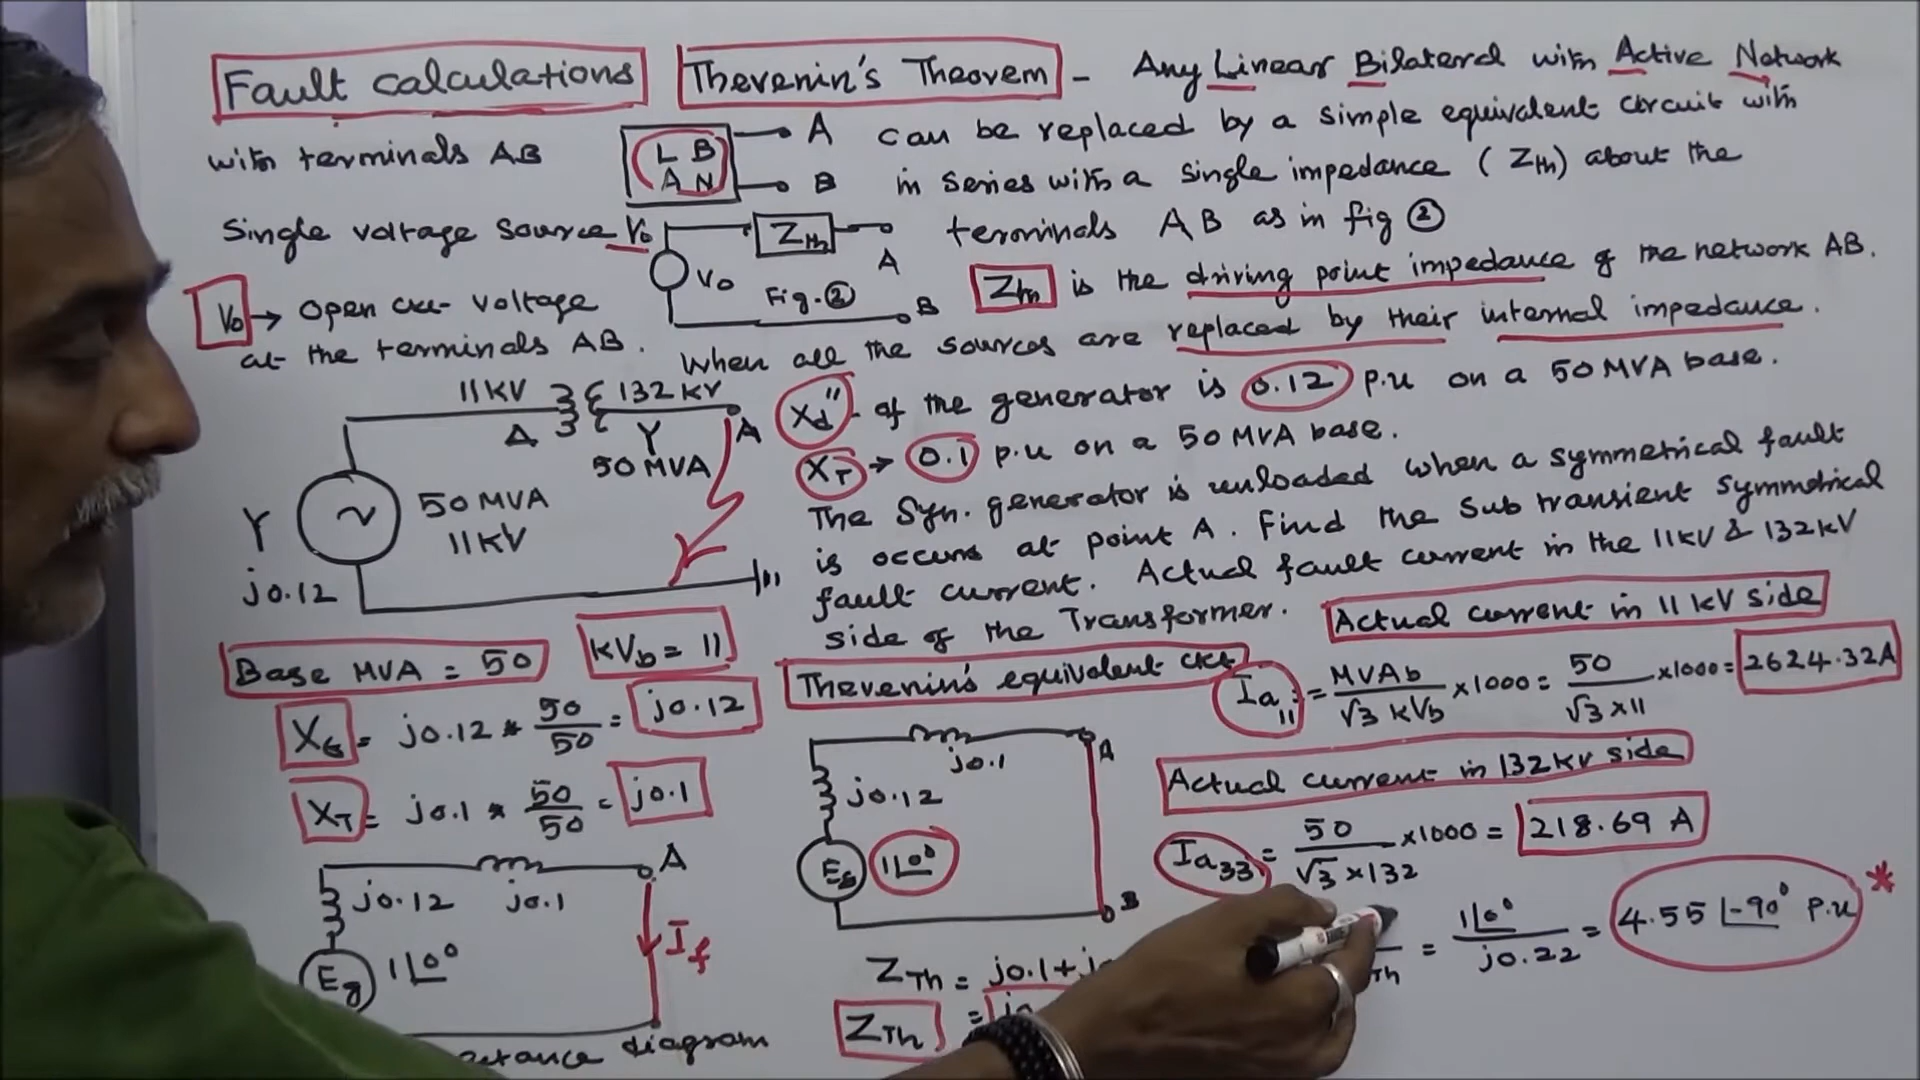 Fault calculations Thevenin's Theorem - Any Linear Bilateral with Active Network
with terminals AB L B A N A B can be replaced by a simple equivalent circuit with
in series with a single impedance ( ZTh) about the
Single voltage source V0 ZTh A V0 Fig.② B terminals A B as in fig ②
V0 → Open cct voltage ZTh is the driving point impedance of the network AB.
at the terminals AB. When all the sources are replaced by their internal impedance.
11kV Δ 132 kV Y A
50 MVA
Y 50 MVA
11kV
j0.12
Xd" - of the generator is 0.12 p.u on a 50 MVA base.
XT → 0.1 p.u on a 50 MVA base.
The Syn. generator is unloaded when a symmetrical fault
is occurs at point A. Find the sub transient symmetrical
fault current. Actual fault current in the 11kV & 132kV
side of the Transformer.
Base MVA = 50 kVb = 11
XG = j0.12 * 50/50 = j0.12
XT = j0.1 * 50/50 = j0.1
j0.12 j0.1 A
Eg 1∠0° If
diagram
Thevenin's equivalent ckt
j0.1 A
j0.12
Eg 1∠0°
B
ZTh = j0.1+j
ZTh =
Actual current in 11 kV side
Ia11 = MVAb/√3 kVb ×1000 = 50/√3 ×11 ×1000 = 2624.32A
Actual current in 132kV side
Ia33 = 50/√3 ×132 ×1000 = 218.69 A
Th = 1∠0°/j0.22 = 4.55 ∠-90° p.u *